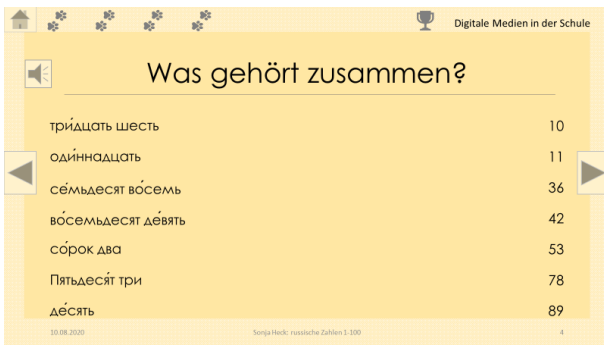 Digitale Medien in der Schule
Was gehört zusammen?
три́дцать шесть 10
оди́ннадцать 11
се́мьдесят во́семь 36
во́семьдесят де́вять 42
со́рок два 53
Пятьдеся́т три 78
де́сять 89
10.08.2020 Sonja Heck: russische Zahlen 1-100 4